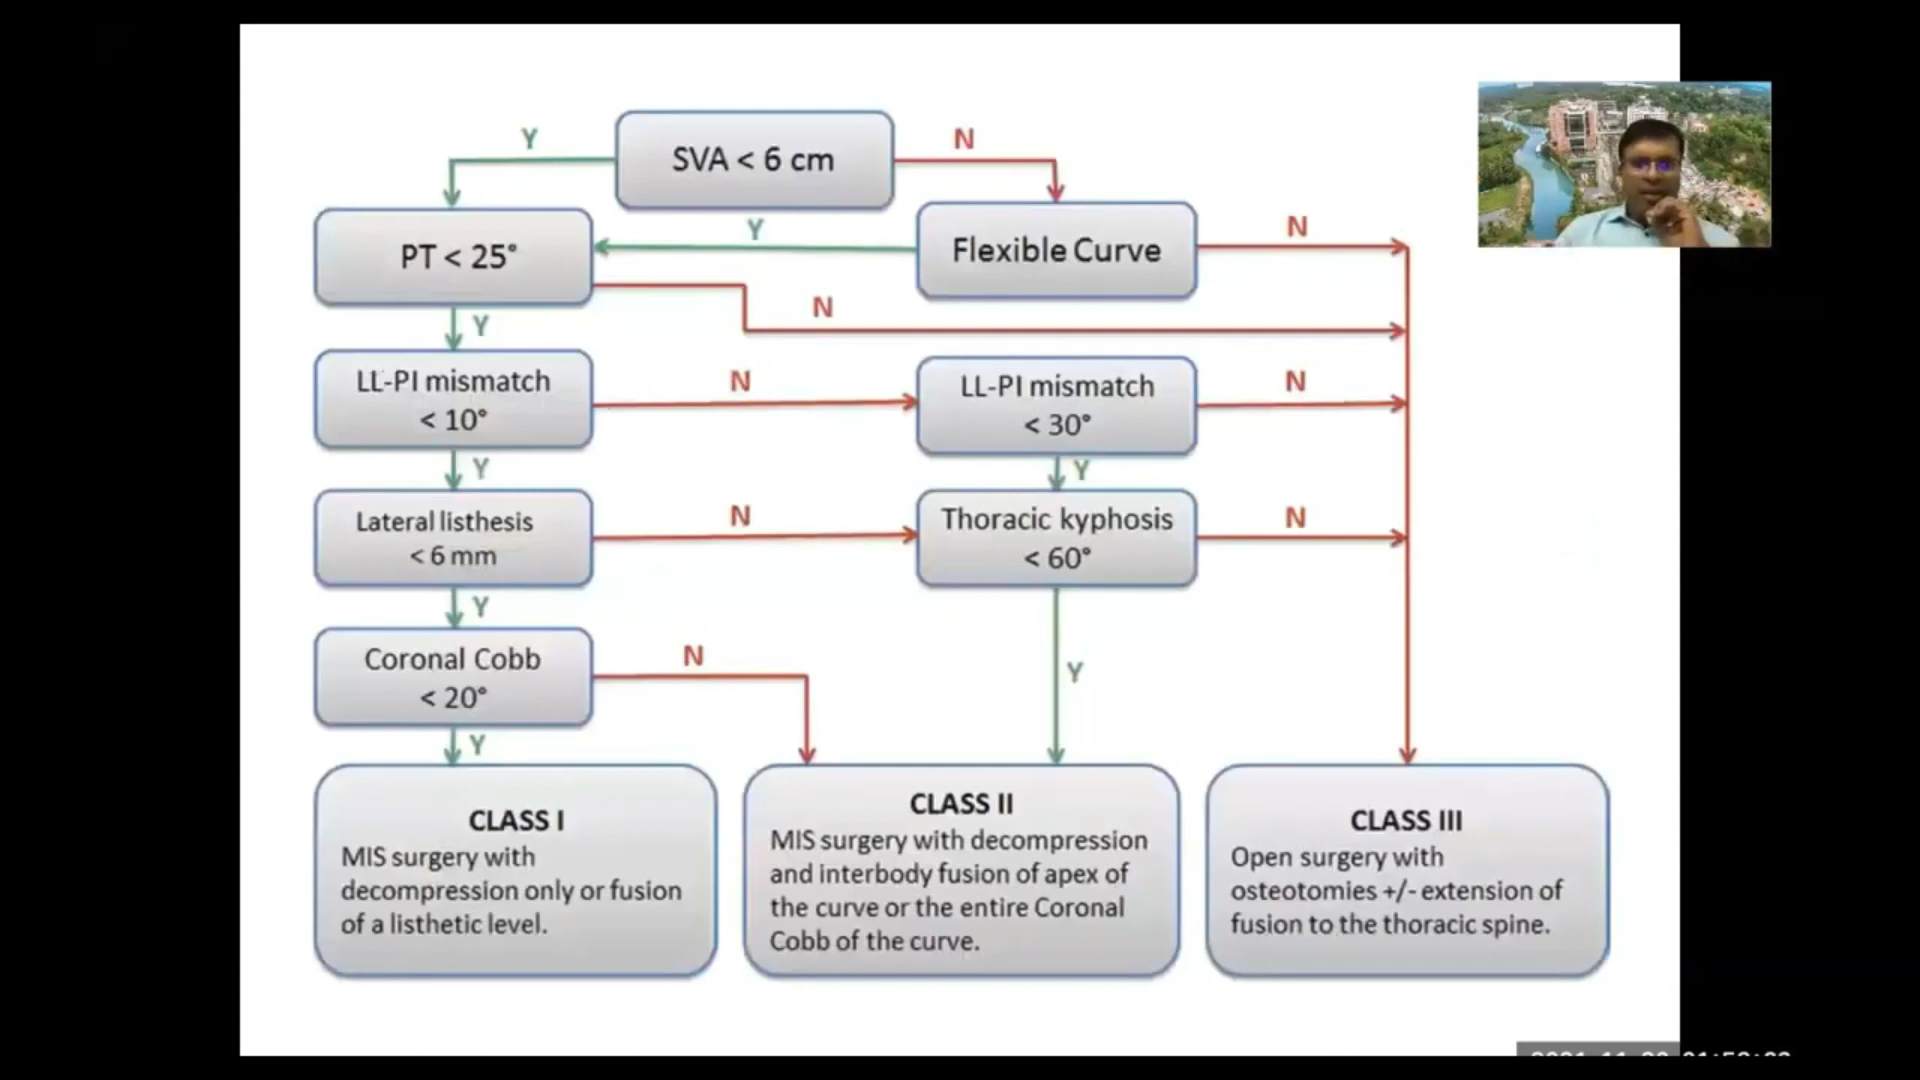 Y
SVA < 6 cm
N
PT < 25°
Y
Flexible Curve
N
N
Y
LL-PI mismatch
< 10°
N
LL-PI mismatch
< 30°
N
Y
Y
Lateral listhesis
< 6 mm
N
Thoracic kyphosis
< 60°
N
Y
Coronal Cobb
< 20°
N
Y
Y
CLASS I
MIS surgery with
decompression only or fusion
of a listhetic level.
CLASS II
MIS surgery with decompression
and interbody fusion of apex of
the curve or the entire Coronal
Cobb of the curve.
CLASS III
Open surgery with
osteotomies +/- extension of
fusion to the thoracic spine.